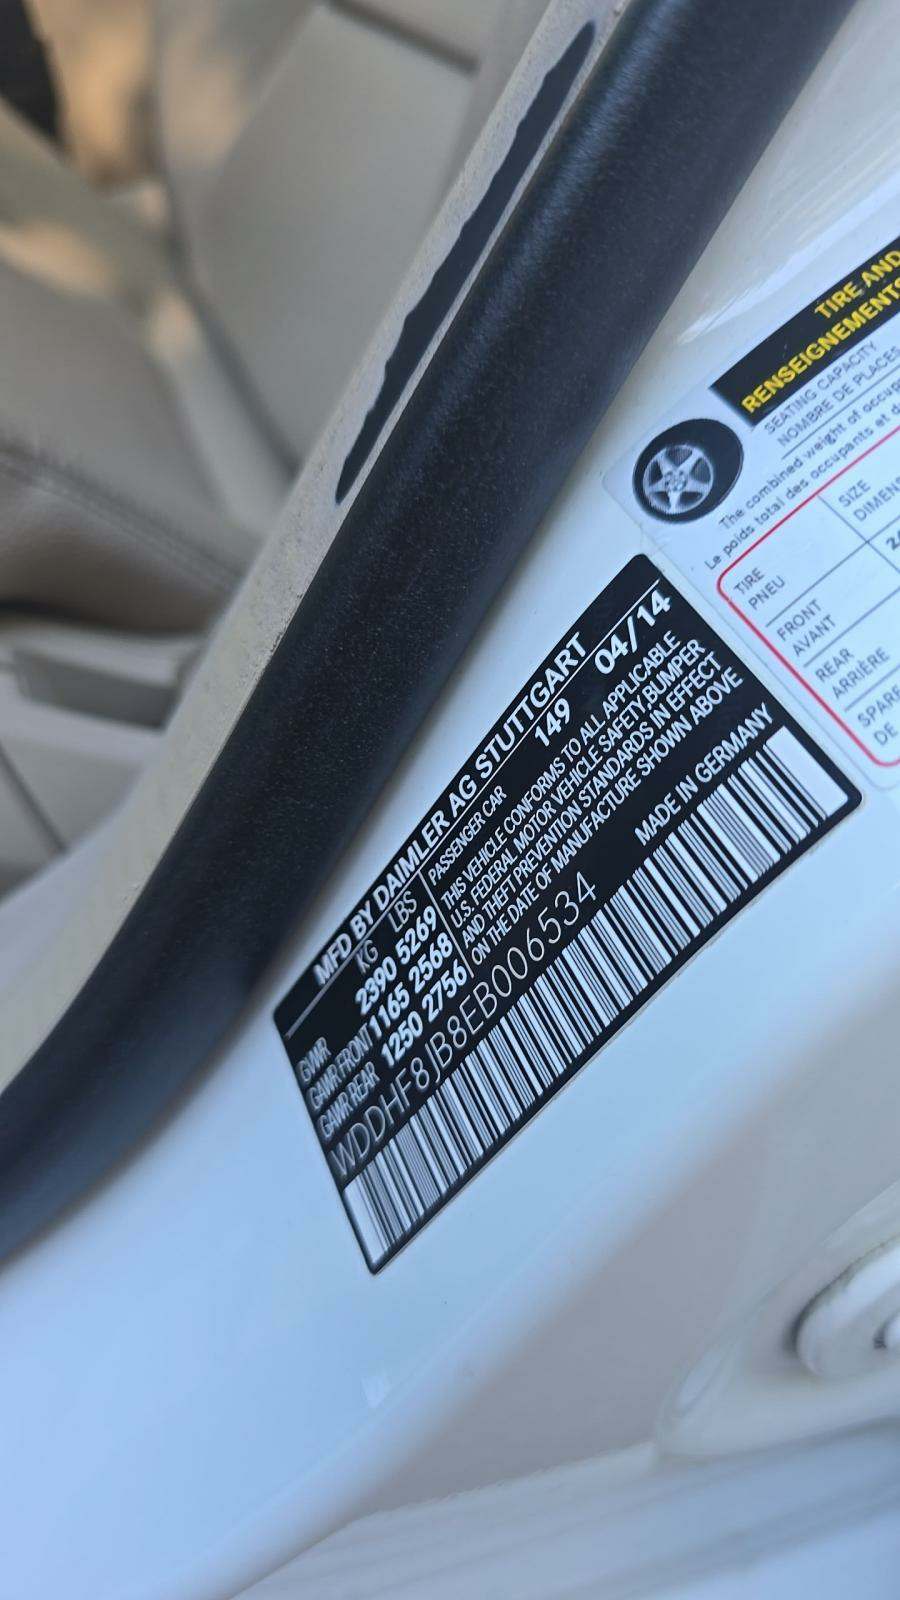 MFD BY DAIMLER AG STUTTGART
KG LBS
GVWR 2390 5269
GAWR FRONT 1165 2568
GAWR REAR 1250 2756
PASSENGER CAR 149 04/14
THIS VEHICLE CONFORMS TO ALL APPLICABLE
U.S. FEDERAL MOTOR VEHICLE SAFETY,BUMPER
AND THEFT PREVENTION STANDARDS IN EFFECT
ON THE DATE OF MANUFACTURE SHOWN ABOVE
MADE IN GERMANY
WDDHF8JB8EB006534
TIRE AND
RENSEIGNEMENTS
SEATING CAPACITY
NOMBRE DE PLACES
The combined weight of
Le poids total des occupants et
TIRE
PNEU
SIZE
FRONT
AVANT
REAR
ARRIÈRE
SPARE
DE